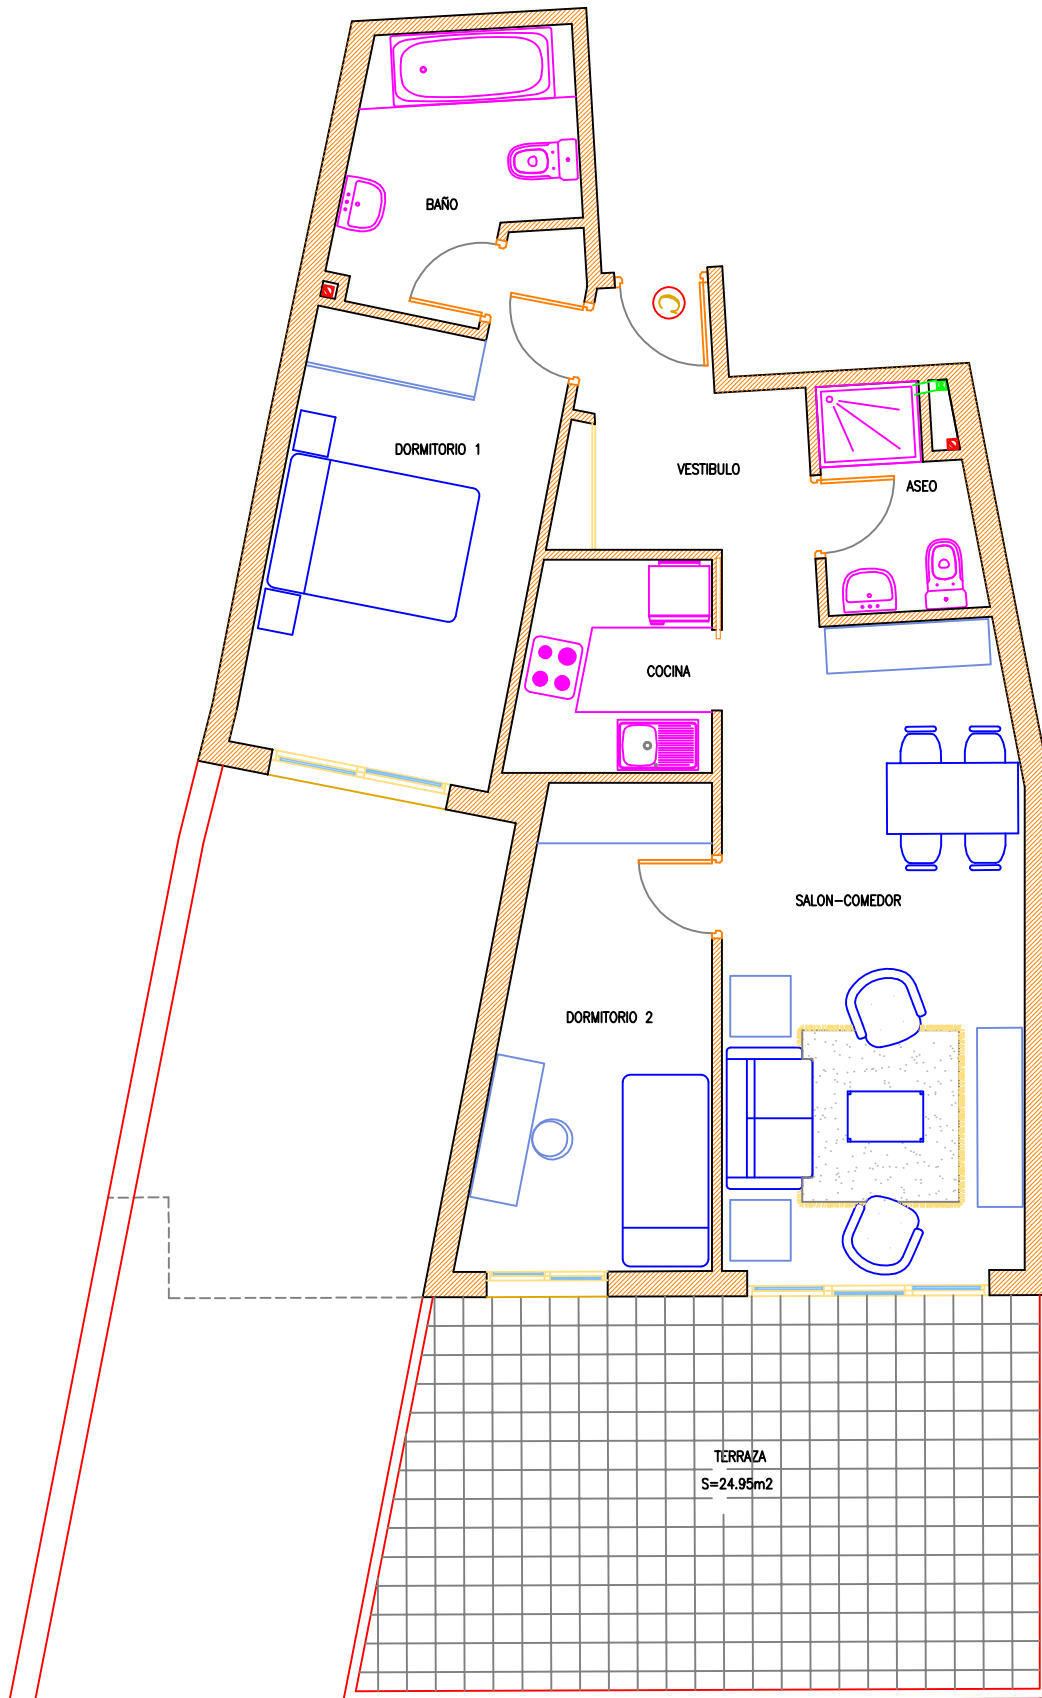 BAÑO
C
DORMITORIO 1
VESTIBULO
ASEO
COCINA
SALON-COMEDOR
DORMITORIO 2
TERRAZA
S=24.95m2